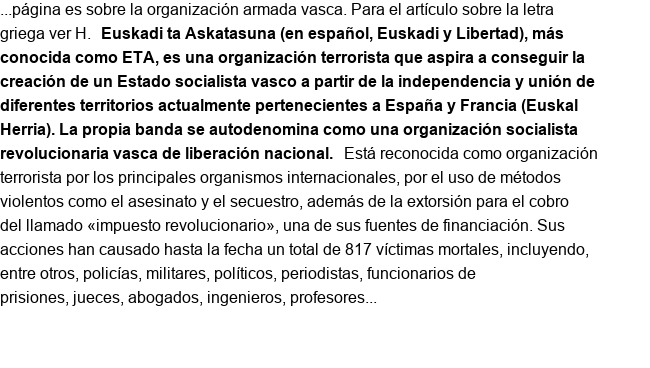 ...página es sobre la organización armada vasca. Para el artículo sobre la letra
griega ver Η. Euskadi ta Askatasuna (en español, Euskadi y Libertad), más
conocida como ETA, es una organización terrorista que aspira a conseguir la
creación de un Estado socialista vasco a partir de la independencia y unión de
diferentes territorios actualmente pertenecientes a España y Francia (Euskal
Herria). La propia banda se autodenomina como una organización socialista
revolucionaria vasca de liberación nacional. Está reconocida como organización
terrorista por los principales organismos internacionales, por el uso de métodos
violentos como el asesinato y el secuestro, además de la extorsión para el cobro
del llamado «impuesto revolucionario», una de sus fuentes de financiación. Sus
acciones han causado hasta la fecha un total de 817 víctimas mortales, incluyendo,
entre otros, policías, militares, políticos, periodistas, funcionarios de
prisiones, jueces, abogados, ingenieros, profesores...